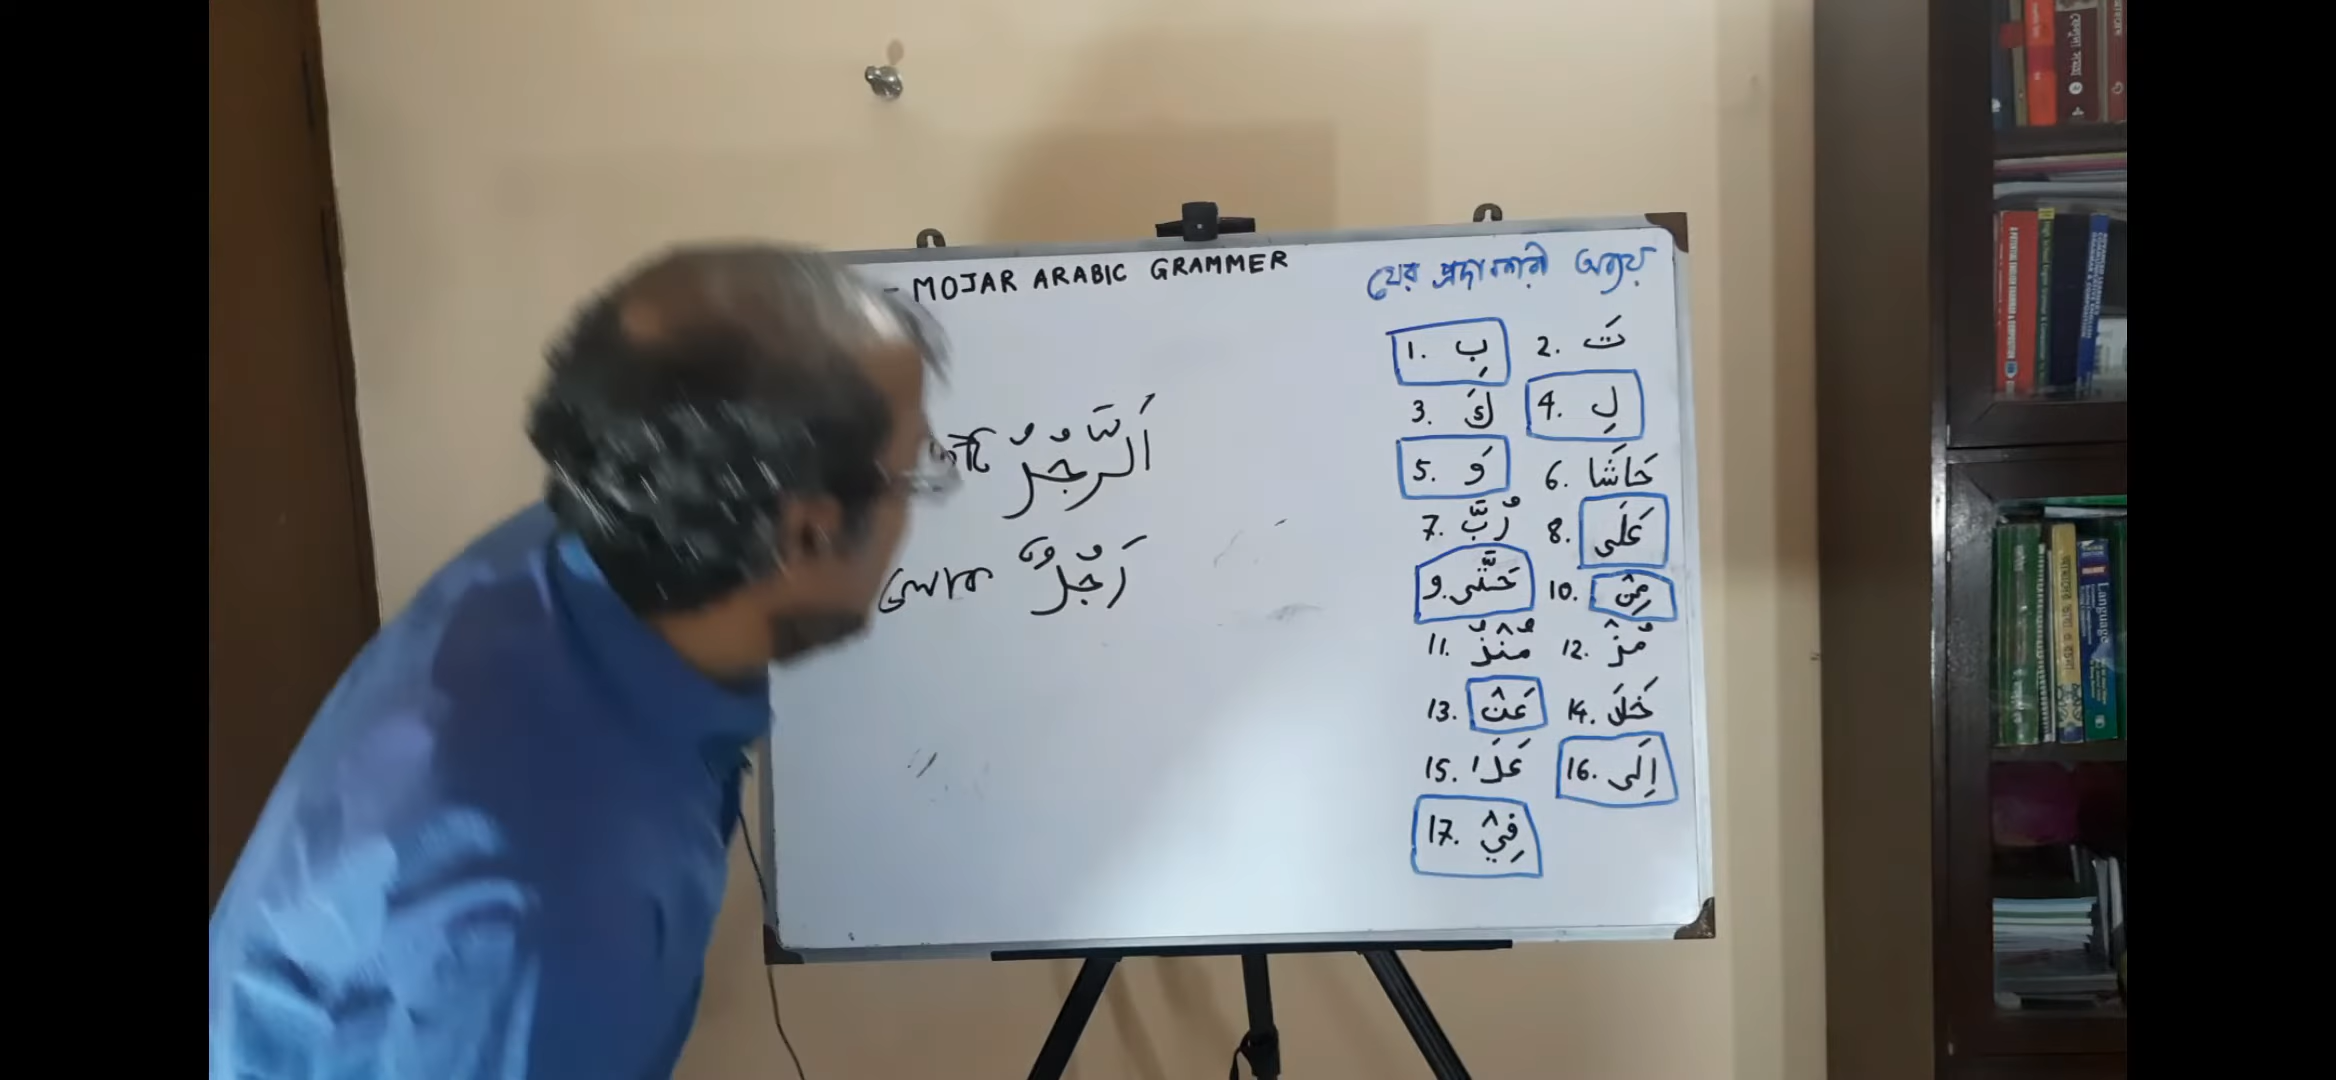 - MOJAR ARABIC GRAMMER
যের প্রদানকারী অব্যয়
1. بِ 2. تَ
3. كَ 4. لِ
5. وَ 6. حَاشَا
7. رُبَّ 8. عَلَى
9. حَتَّى 10. مِنْ
11. مُنْذُ 12. مُذْ
13. عَنْ 14. خَلَا
15. عَدَا 16. إِلَى
17. فِيْ
اَلرَّجُلُ
رَجُلٌ লোক
Language